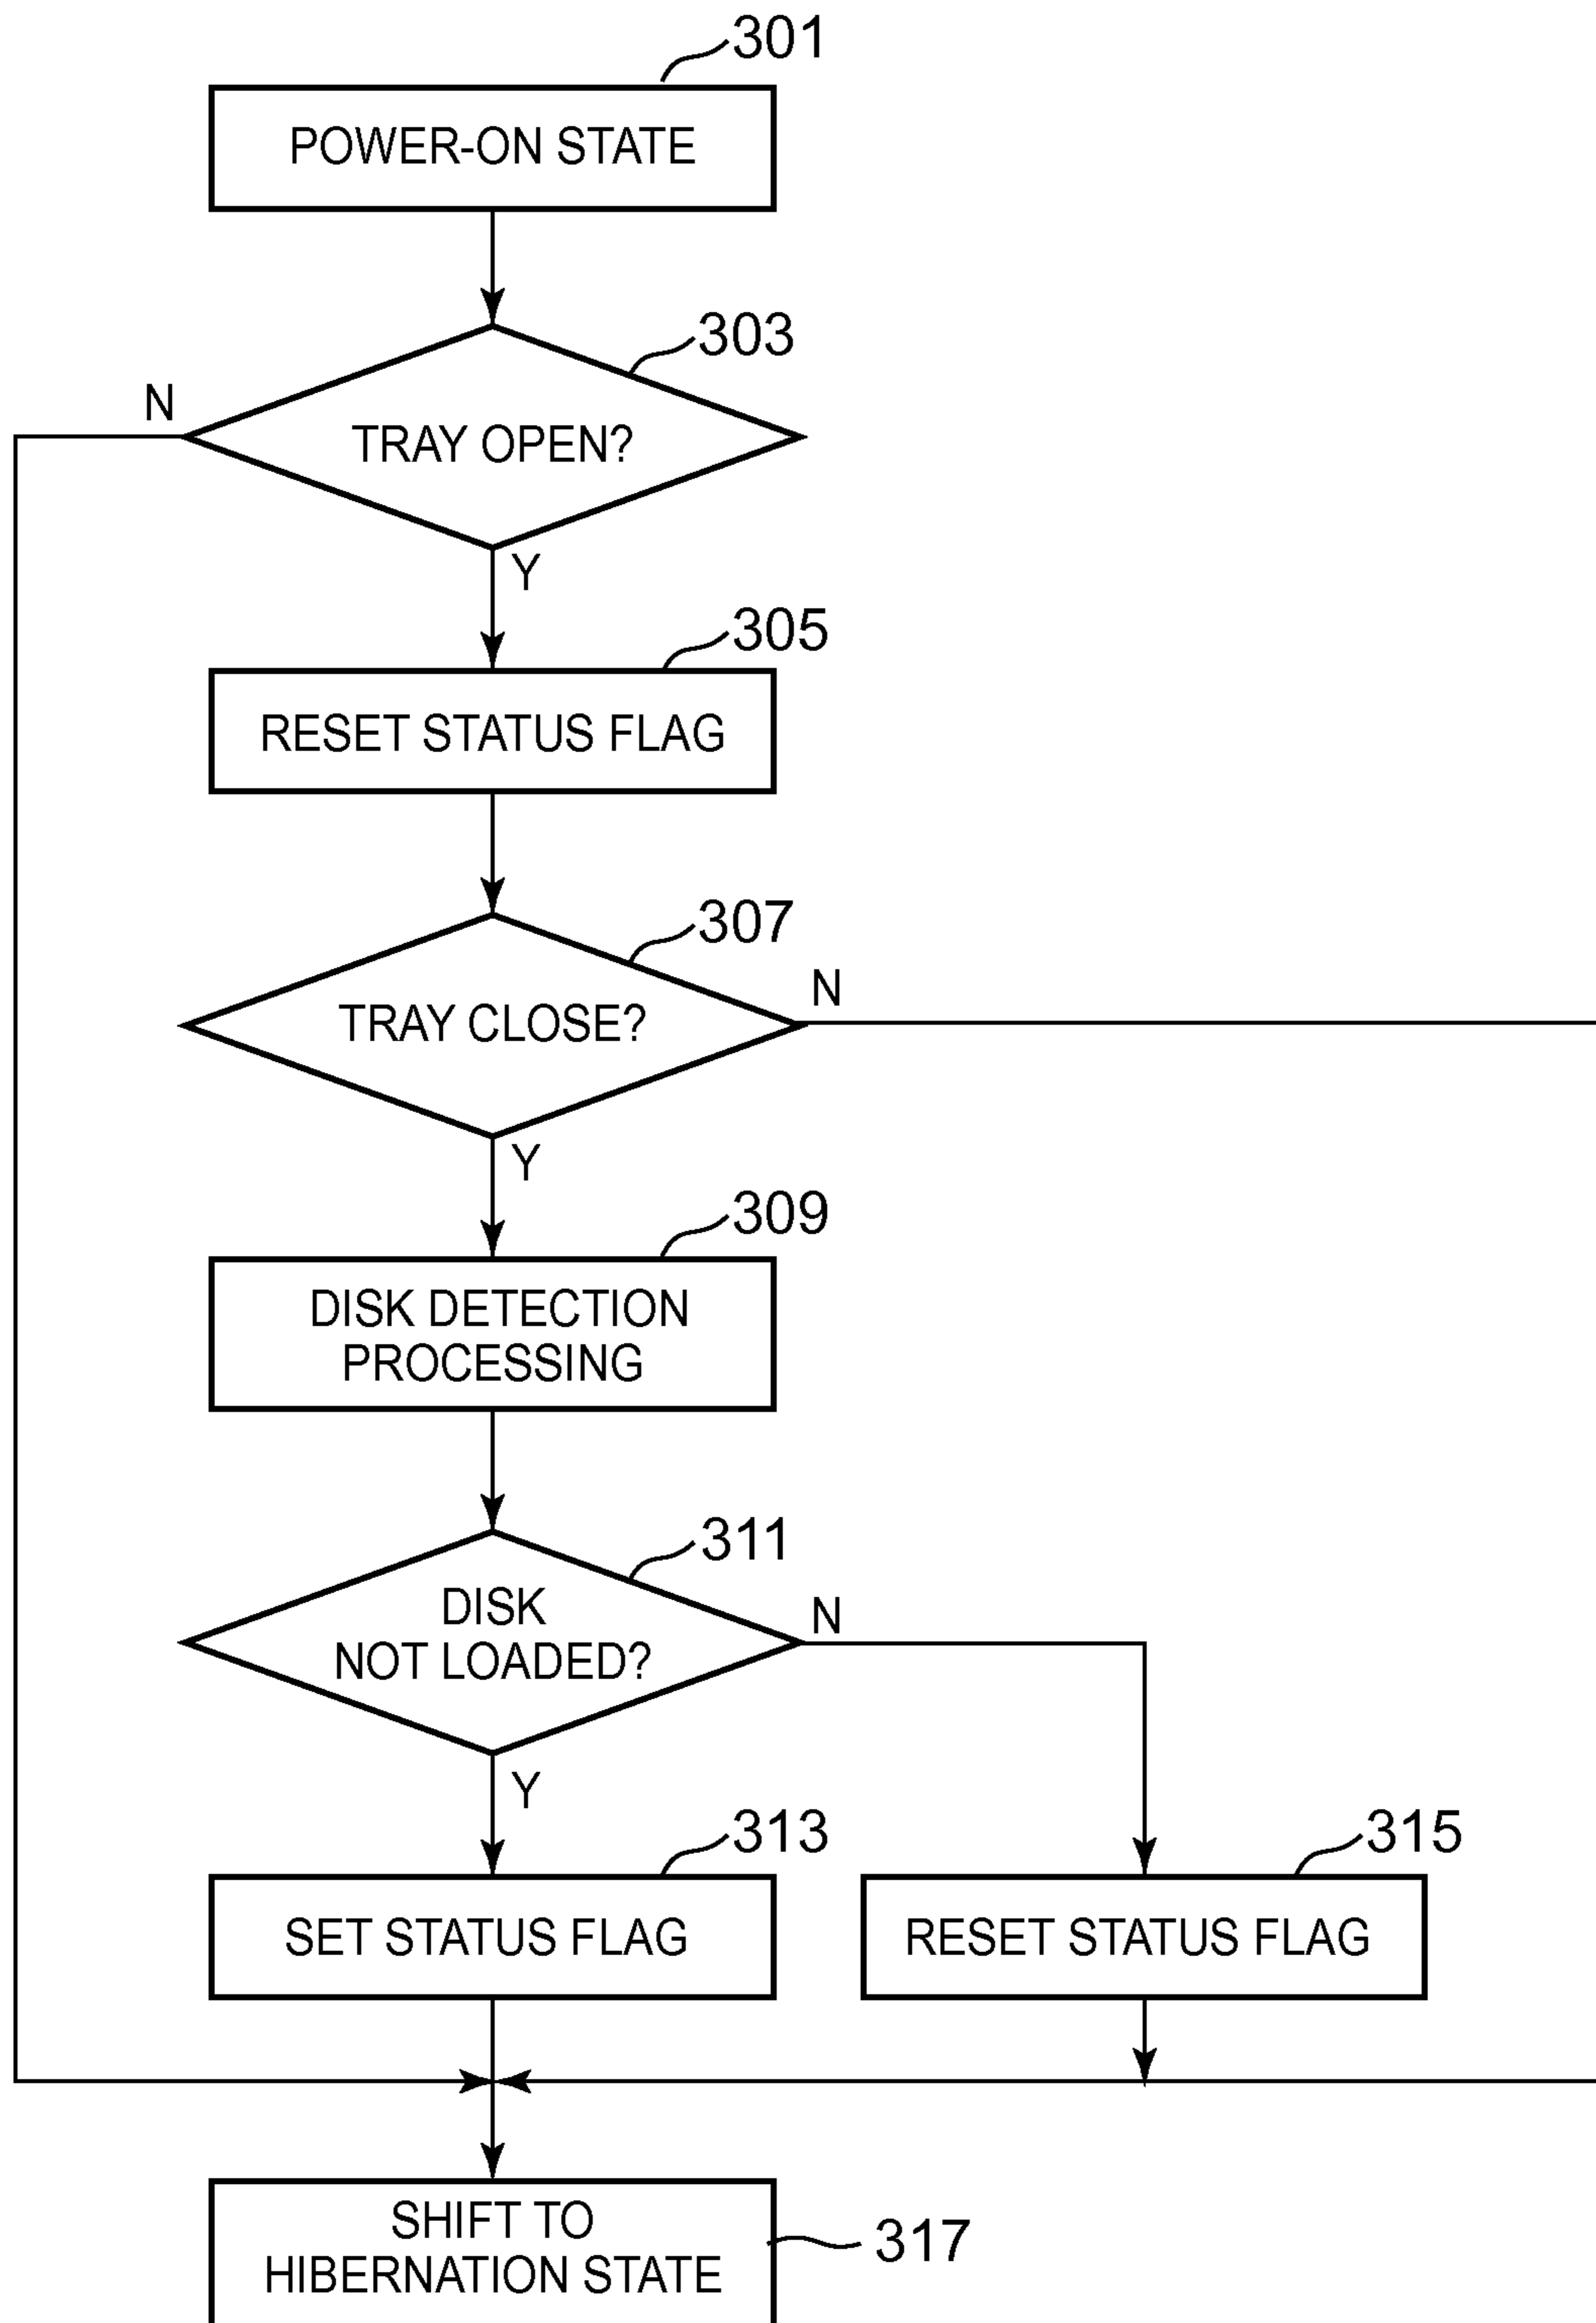 301
POWER-ON STATE
303
N
TRAY OPEN?
Y
305
RESET STATUS FLAG
307
N
TRAY CLOSE?
Y
309
DISK DETECTION
PROCESSING
311
DISK
NOT LOADED?
N
Y
313
SET STATUS FLAG
315
RESET STATUS FLAG
SHIFT TO
HIBERNATION STATE
317